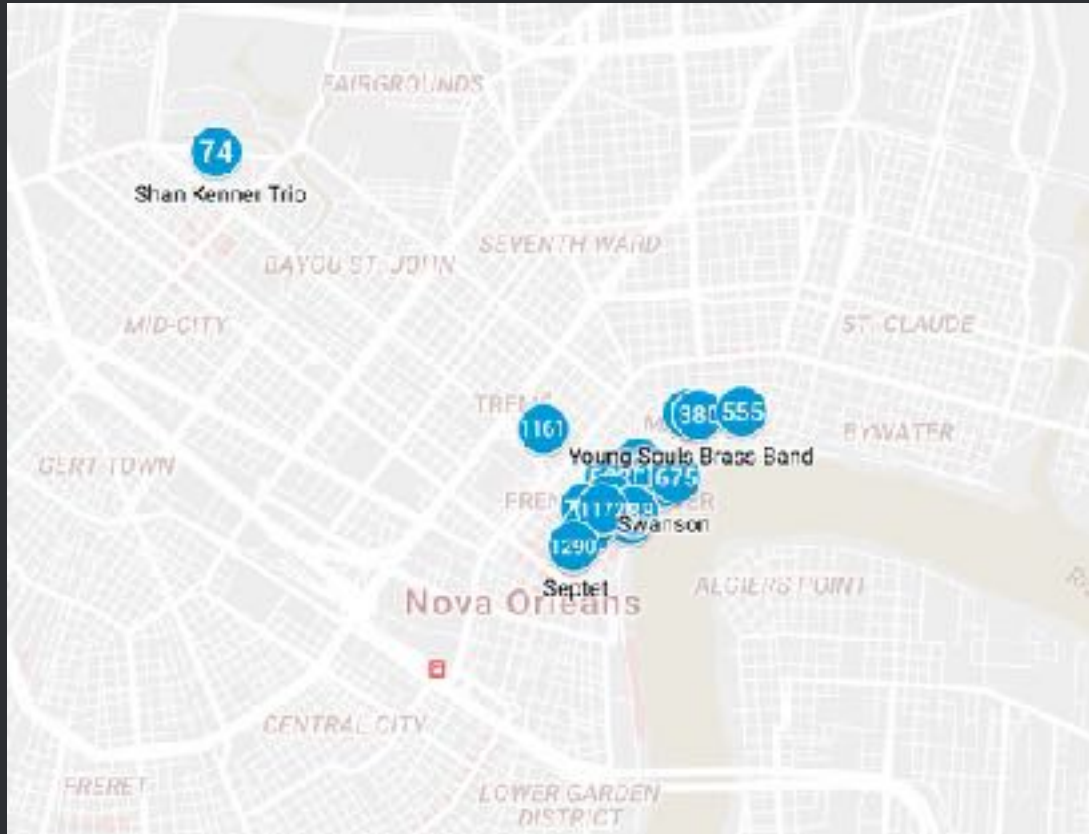 FAIRGROUNDS
74
Shan Kenner Trio
SEVENTH WARD
BAYOU ST. JOHN
MID-CITY
ST. CLAUDE
380
555
1161
BYWATER
Young Souls Brass Band
GERT TOWN
675
Swanson
1290
Septet
ALGIERS POINT
Nova Orleans
CENTRAL CITY
FRERET
LOWER GARDEN
DISTRICT